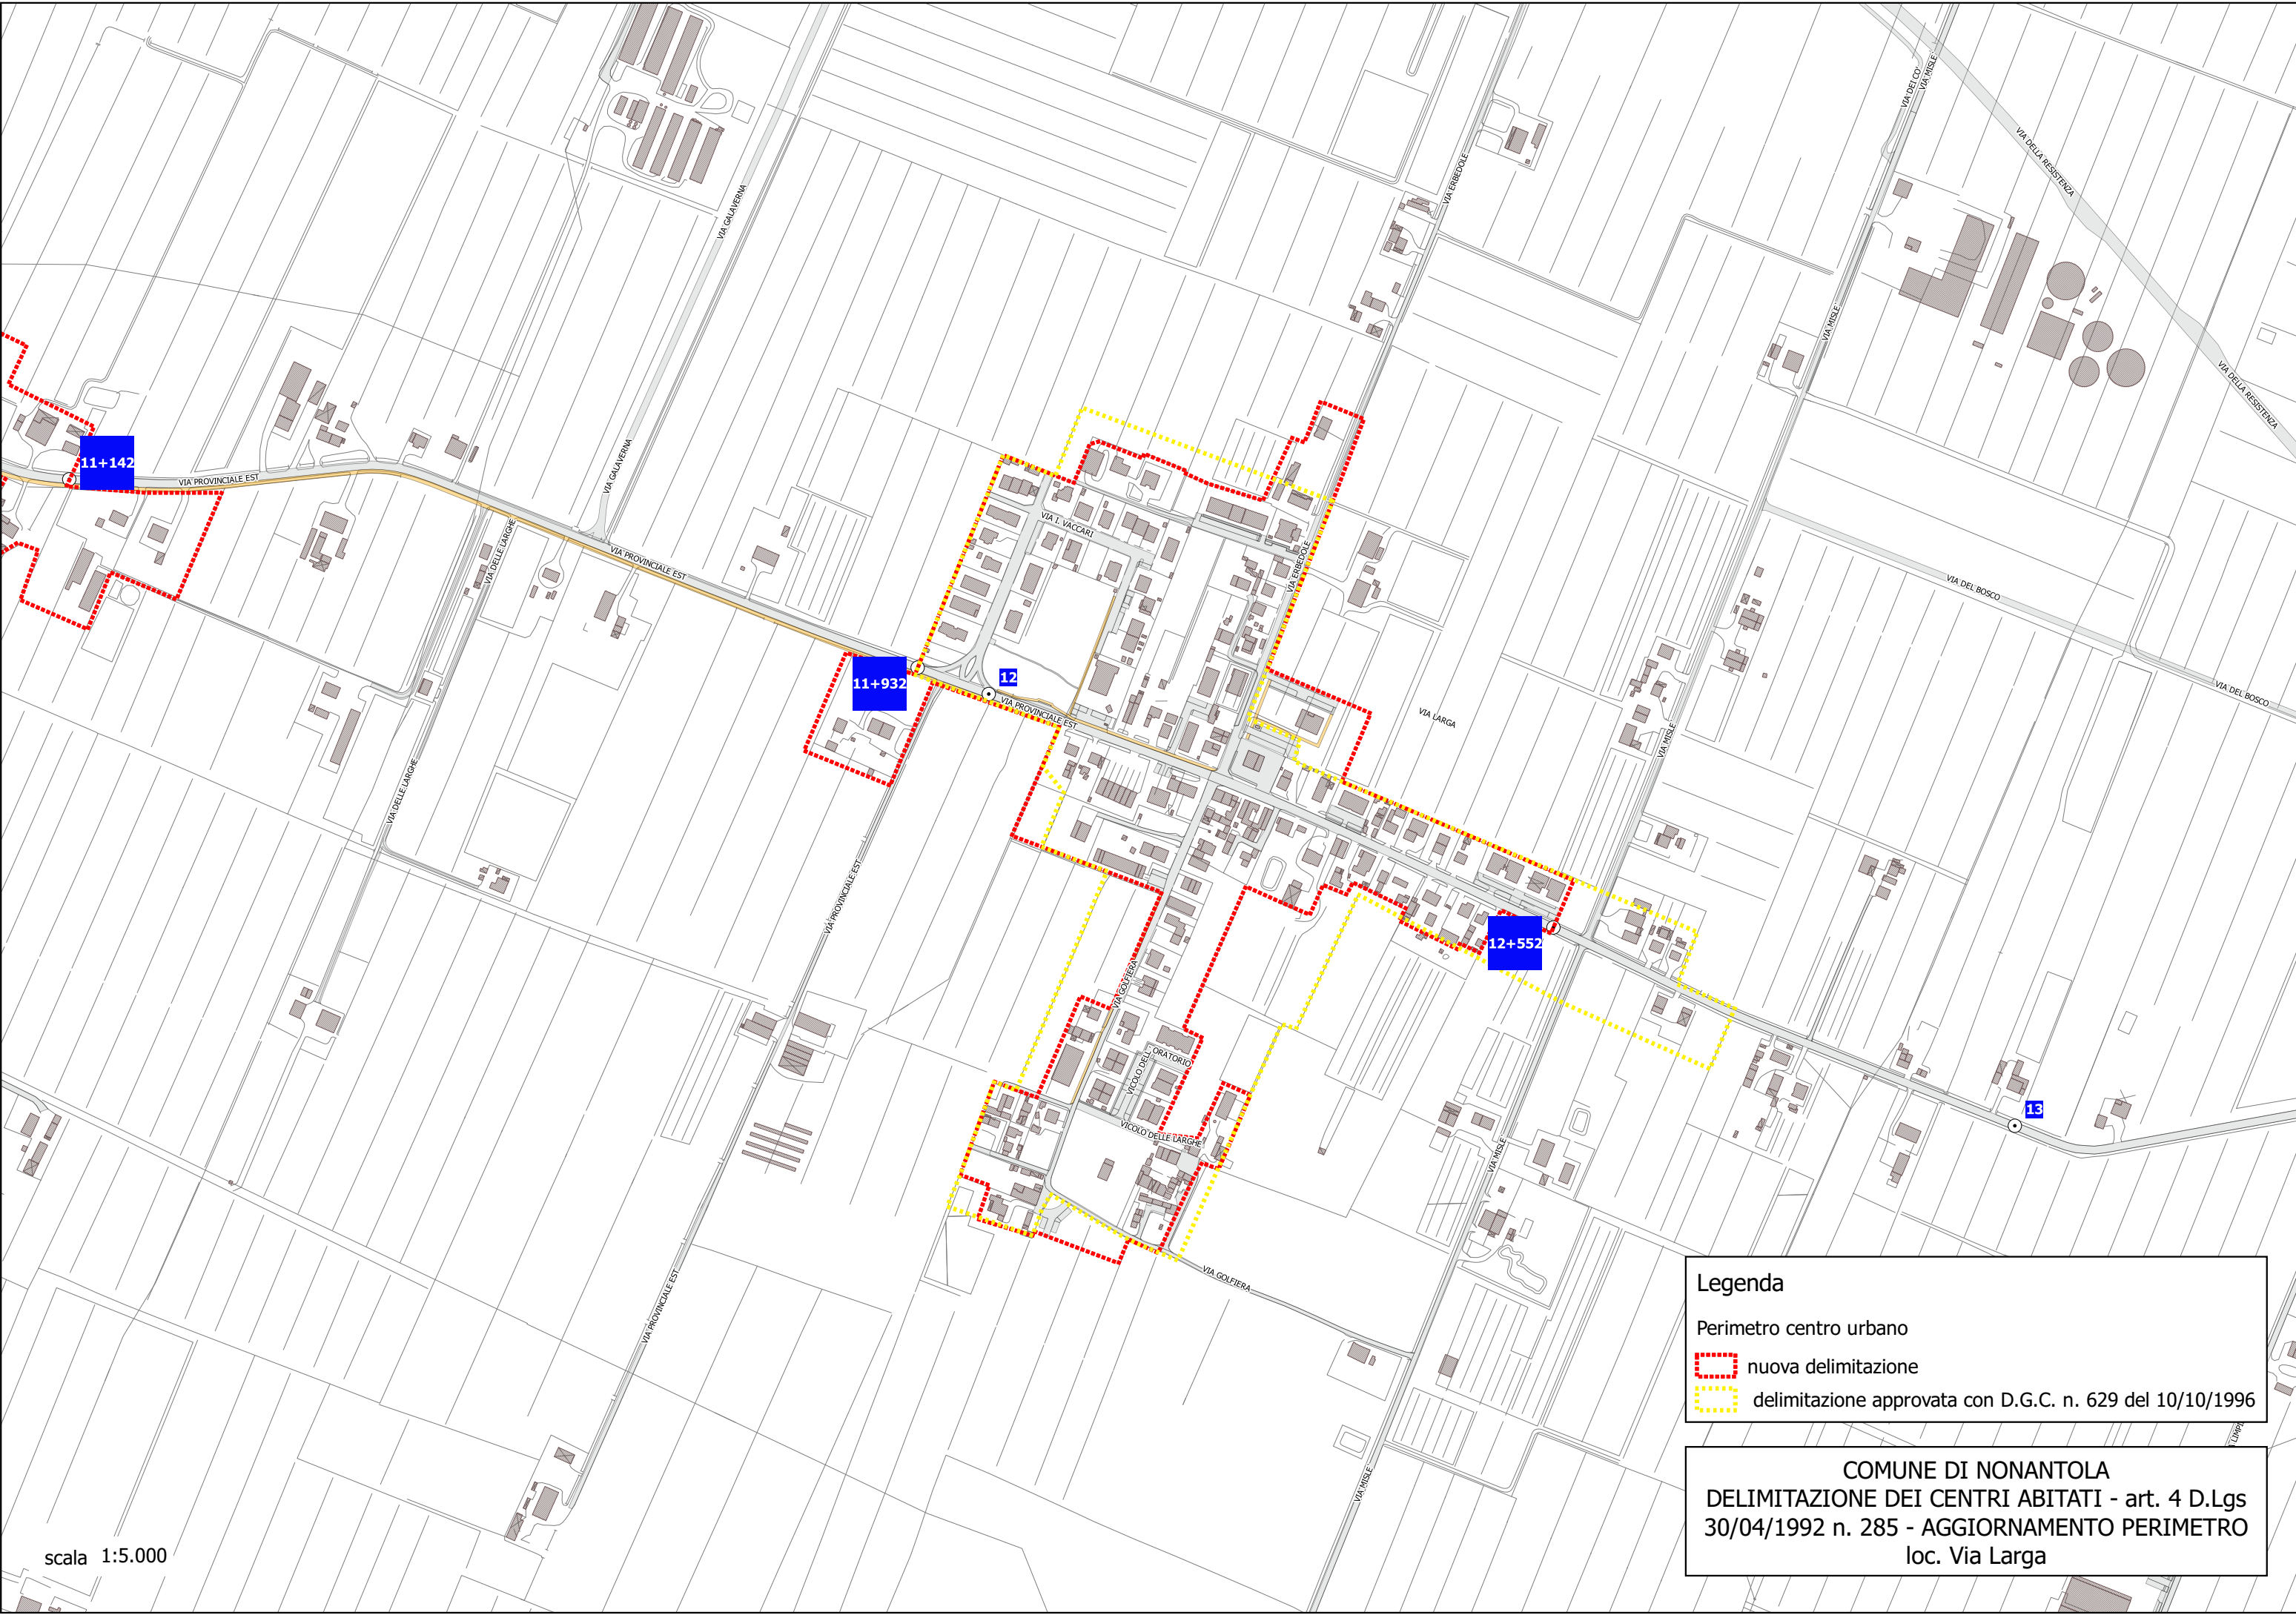 VIA DEI CO'
VIA MISLE'
VIA DELLA RESISTENZA
VIA ERBEDOLE
VIA GALAVERNA
VIA MISLE'
VIA DELLA RESISTENZA
11+142
VIA PROVINCIALE EST
VIA GALAVERNA
VIA I. VACCARI
VIA DELLE LARGHE
VIA PROVINCIALE EST
VIA ERBEDOLE
VIA DEL BOSCO
VIA DEL BOSCO
11+932
12
VIA PROVINCIALE EST
VIA LARGA
VIA MISLE'
VIA DELLE LARGHE
VIA PROVINCIALE EST
12+552
VIA GOLFIERA
VICOLO DELL'ORATORIO
VICOLO DELLE LARGHE
13
VIA MISLE'
VIA GOLFIERA
VIA PROVINCIALE EST
VIA MISLE'
Legenda
Perimetro centro urbano
nuova delimitazione
delimitazione approvata con D.G.C. n. 629 del 10/10/1996
COMUNE DI NONANTOLA
DELIMITAZIONE DEI CENTRI ABITATI - art. 4 D.Lgs
30/04/1992 n. 285 - AGGIORNAMENTO PERIMETRO
loc. Via Larga
scala 1:5.000